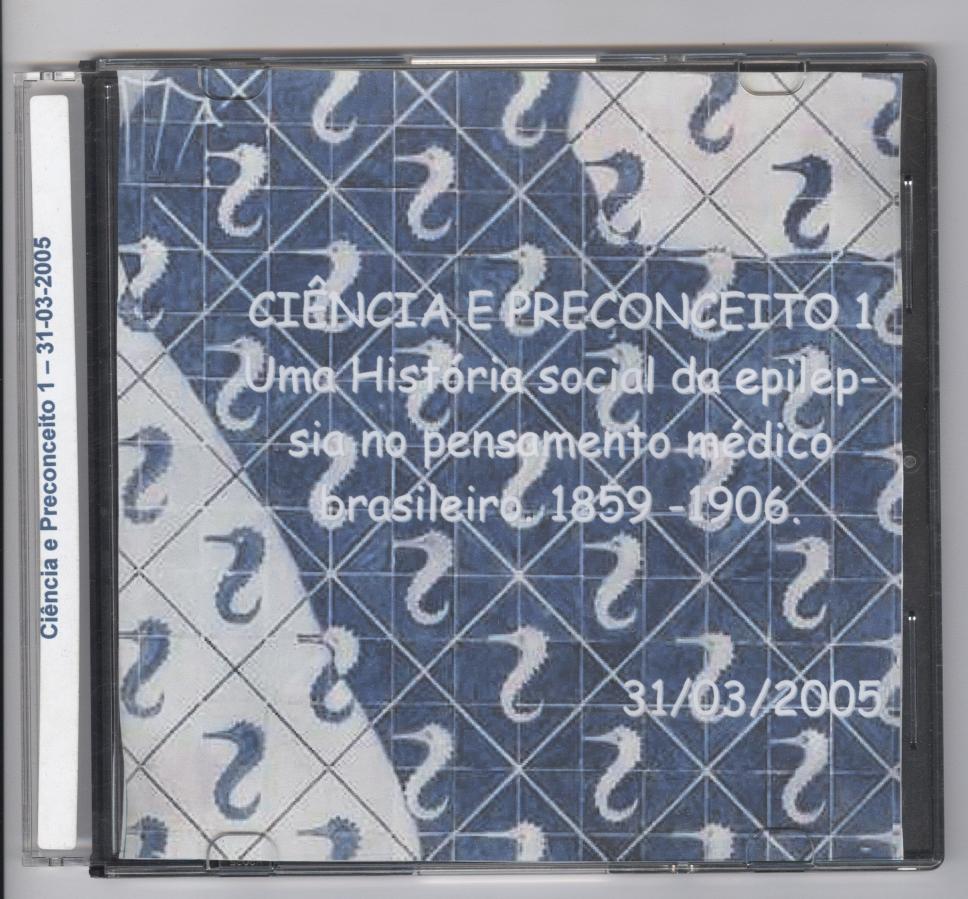 Ciência e Preconceito 1 – 31-03-2005
CIÊNCIA E PRECONCEITO 1
Uma História social da epilep-
sia no pensamento médico
brasileiro. 1859 -1906.
31/03/2005